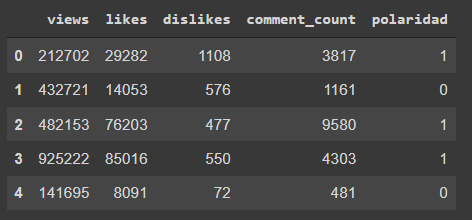 views likes dislikes comment_count polaridad
0 212702 29282 1108 3817 1
1 432721 14053 576 1161 0
2 482153 76203 477 9580 1
3 925222 85016 550 4303 1
4 141695 8091 72 481 0